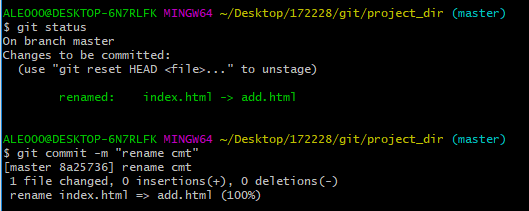 ALEOOO@DESKTOP-6N7RLFK MINGW64 ~/Desktop/172228/git/project_dir (master)
$ git status
On branch master
Changes to be committed:
  (use "git reset HEAD <file>..." to unstage)
        renamed:    index.html -> add.html
ALEOOO@DESKTOP-6N7RLFK MINGW64 ~/Desktop/172228/git/project_dir (master)
$ git commit -m "rename cmt"
[master 8a25736] rename cmt
 1 file changed, 0 insertions(+), 0 deletions(-)
 rename index.html => add.html (100%)